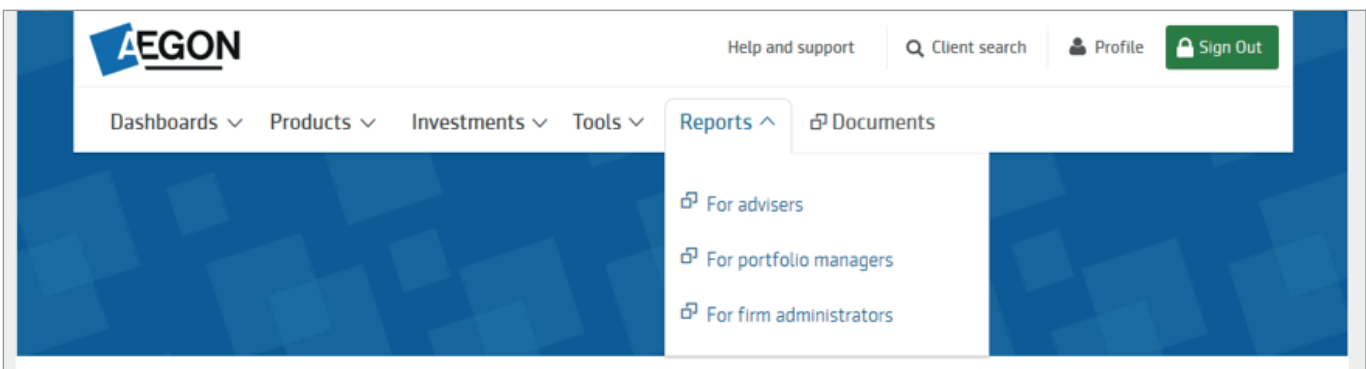 AEGON
Help and support Client search Profile Sign Out
Dashboards Products Investments Tools Reports Documents
For advisers
For portfolio managers
For firm administrators